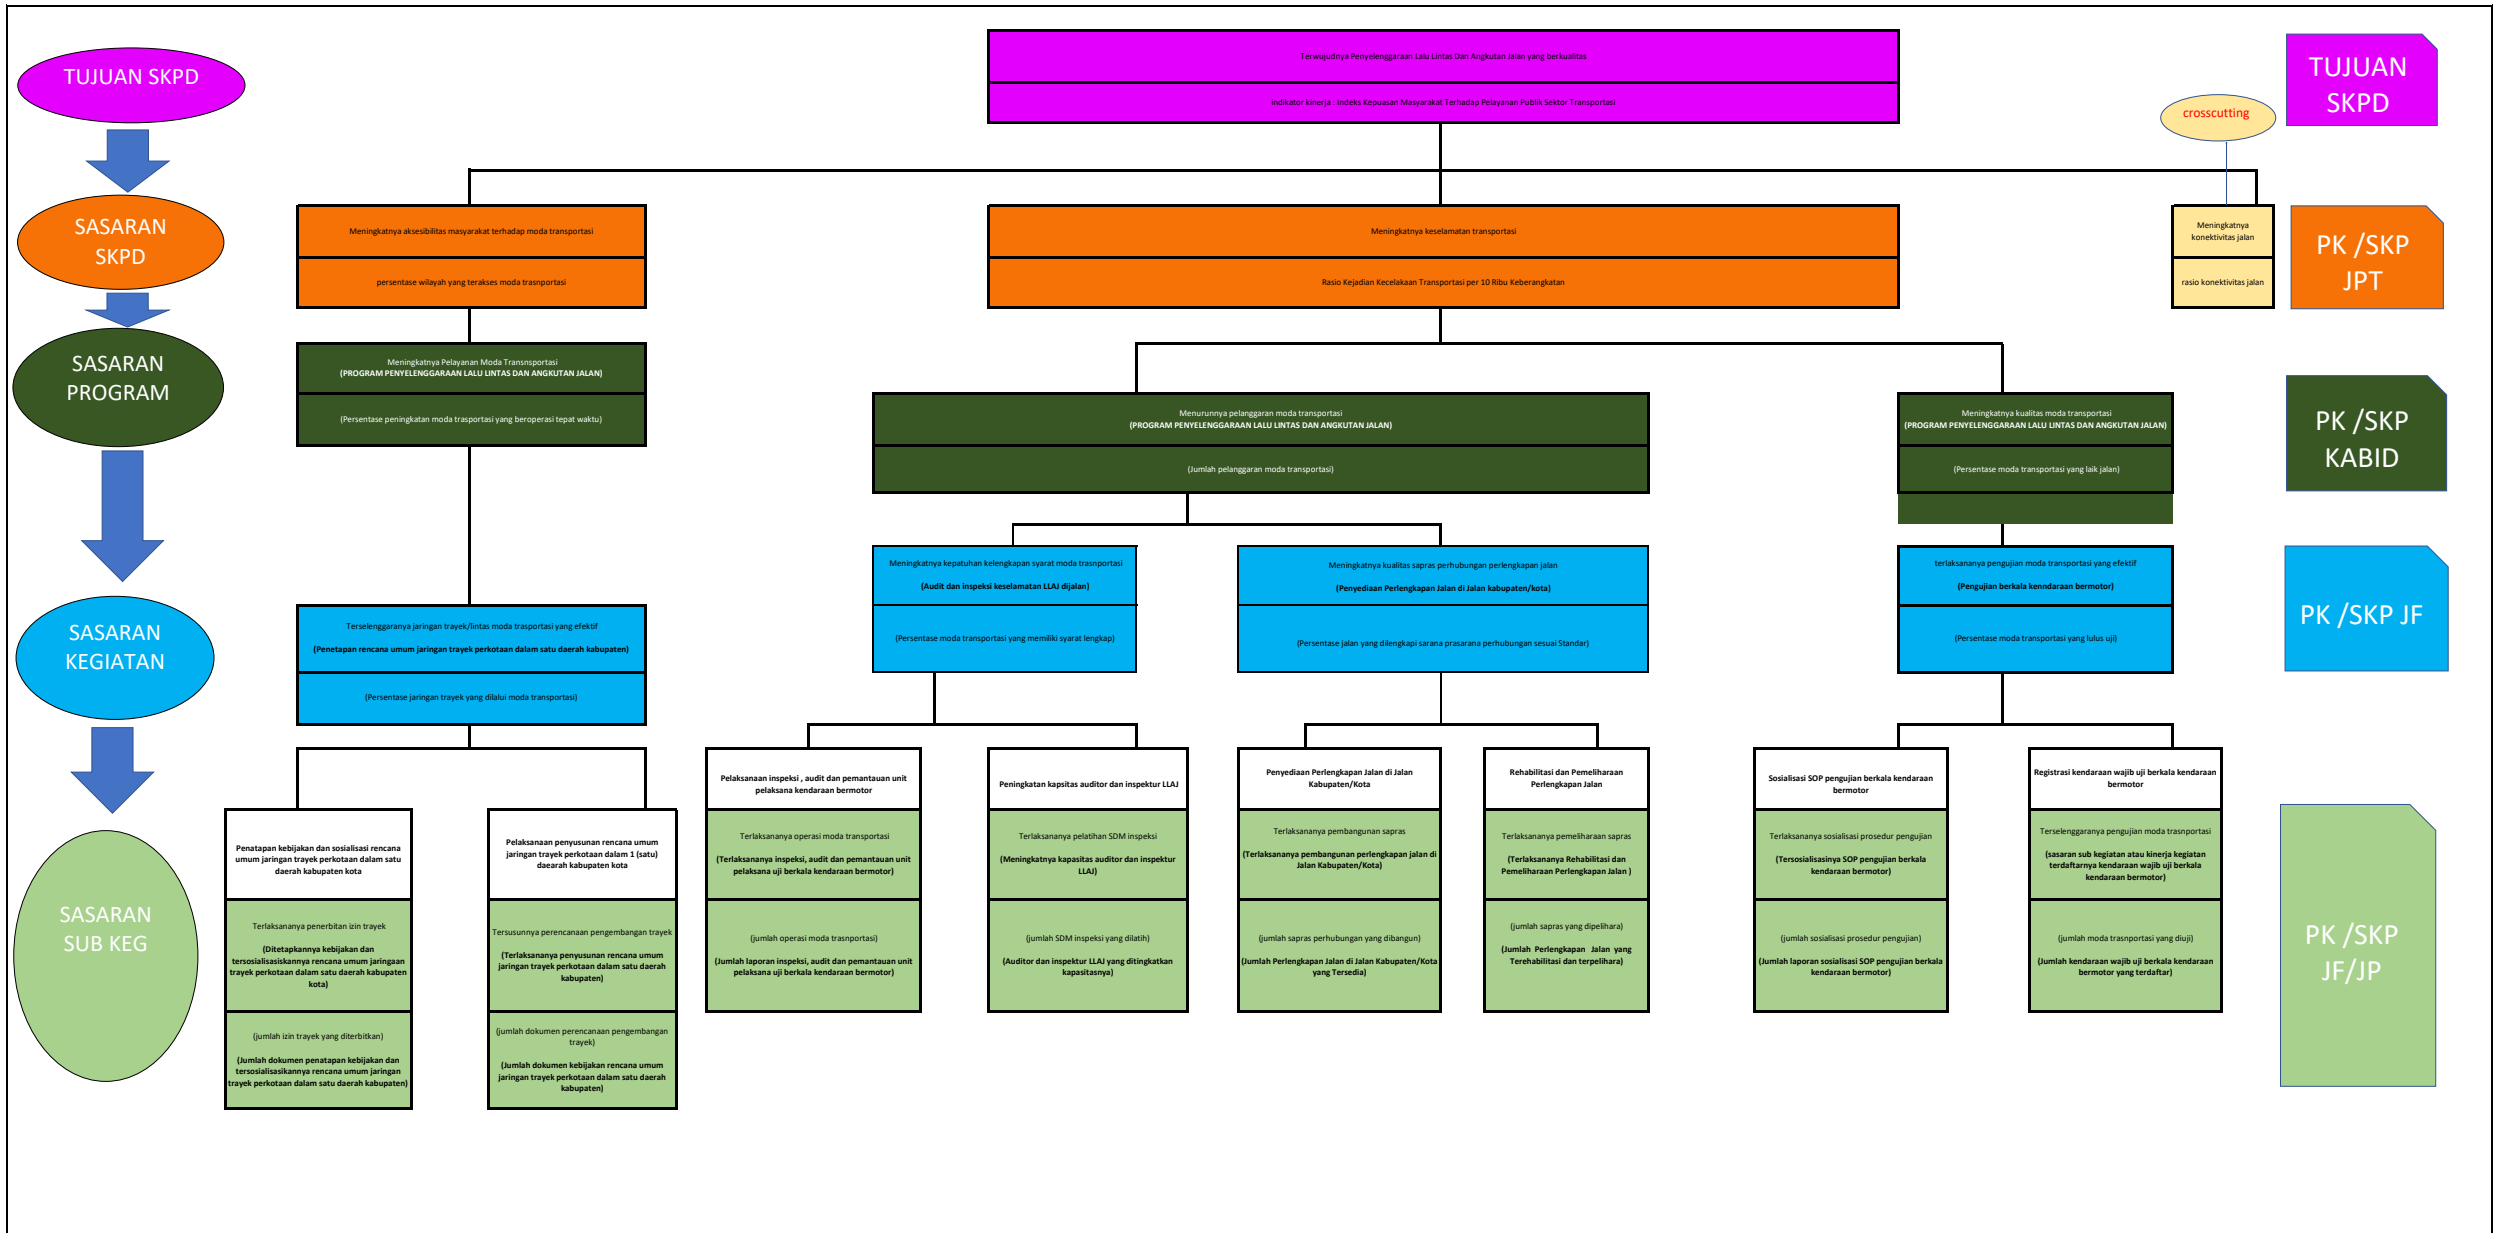 TUJUAN SKPD
Terwujudnya Penyelenggaraan Lalu Lintas Dan Angkutan Jalan yang berkualitas
indikator kinerja : Indeks Kepuasan Masyarakat Terhadap Pelayanan Publik Sektor Transportasi
crosscutting
TUJUAN
SKPD
SASARAN
SKPD
Meningkatnya aksesibilitas masyarakat terhadap moda transportasi
persentase wilayah yang terakses moda trasnportasi
Meningkatnya keselamatan transportasi
Rasio Kejadian Kecelakaan Transportasi per 10 Ribu Keberangkatan
Meningkatnya
konektivitas jalan
rasio konektivitas jalan
PK /SKP
JPT
SASARAN
PROGRAM
Meningkatnya Pelayanan Moda Transnsportasi
(PROGRAM PENYELENGGARAAN LALU LINTAS DAN ANGKUTAN JALAN)
(Persentase peningkatan moda trasportasi yang beroperasi tepat waktu)
Menurunnya pelanggaran moda transportasi
(PROGRAM PENYELENGGARAAN LALU LINTAS DAN ANGKUTAN JALAN)
(Jumlah pelanggaran moda transportasi)
Meningkatnya kualitas moda transportasi
(PROGRAM PENYELENGGARAAN LALU LINTAS DAN ANGKUTAN JALAN)
(Persentase moda transportasi yang laik jalan)
PK /SKP
KABID
SASARAN
KEGIATAN
Terselenggaranya jaringan trayek/lintas moda trasportasi yang efektif
(Penetapan rencana umum jaringan trayek perkotaan dalam satu daerah kabupaten)
(Persentase jaringan trayek yang dilalui moda transportasi)
Meningkatnya kepatuhan kelengkapan syarat moda trasnportasi
(Audit dan inspeksi keselamatan LLAJ dijalan)
(Persentase moda transportasi yang memiliki syarat lengkap)
Meningkatnya kualitas sapras perhubungan perlengkapan jalan
(Penyediaan Perlengkapan Jalan di Jalan kabupaten/kota)
(Persentase jalan yang dilengkapi sarana prasarana perhubungan sesuai Standar)
terlaksananya pengujian moda transportasi yang efektif
(Pengujian berkala kenndaraan bermotor)
(Persentase moda transportasi yang lulus uji)
PK /SKP JF
SASARAN
SUB KEG
Penatapan kebijakan dan sosialisasi rencana
umum jaringan trayek perkotaan dalam satu
daerah kabupaten kota
Terlaksananya penerbitan izin trayek
(Ditetapkannya kebijakan dan
tersosialisasiskannya rencana umum jaringaan
trayek perkotaan dalam satu daerah kabupaten
kota)
(jumlah izin trayek yang diterbitkan)
(Jumlah dokumen penatapan kebijakan dan
tersosialisasikannya rencana umum jaringan
trayek perkotaan dalam satu daerah kabupaten)
Pelaksanaan penyusunan rencana umum
jaringan trayek perkotaan dalam 1 (satu)
daearah kabupaten kota
Tersusunnya perencanaan pengembangan trayek
(Terlaksananya penyusunan rencana umum
jaringan trayek perkotaan dalam satu daerah
kabupaten)
(jumlah dokumen perencanaan pengembangan
trayek)
(Jumlah dokumen kebijakan rencana umum
jaringan trayek perkotaan dalam satu daerah
kabupaten)
Pelaksanaan inspeksi , audit dan pemantauan unit
pelaksana kendaraan bermotor
Terlaksananya operasi moda transportasi
(Terlaksananya inspeksi, audit dan pemantauan unit
pelaksana uji berkala kendaraan bermotor)
(jumlah operasi moda trasnportasi)
(Jumlah laporan inspeksi, audit dan pemantauan unit
pelaksana uji berkala kendaraan bermotor)
Peningkatan kapsitas auditor dan inspektur LLAJ
Terlaksananya pelatihan SDM inspeksi
(Meningkatnya kapasitas auditor dan inspektur
LLAJ)
(jumlah SDM inspeksi yang dilatih)
(Auditor dan inspektur LLAJ yang ditingkatkan
kapasitasnya)
Penyediaan Perlengkapan Jalan di Jalan
Kabupaten/Kota
Terlaksananya pembangunan sapras
(Terlaksananya pembangunan perlengkapan jalan di
Jalan Kabupaten/Kota)
(jumlah sapras perhubungan yang dibangun)
(Jumlah Perlengkapan Jalan di Jalan Kabupaten/Kota
yang Tersedia)
Rehabilitasi dan Pemeliharaan
Perlengkapan Jalan
Terlaksananya pemeliharaan sapras
(Terlaksananya Rehabilitasi dan
Pemeliharaan Perlengkapan Jalan )
(jumlah sapras yang dipelihara)
(Jumlah Perlengkapan Jalan yang
Terehabilitasi dan terpelihara)
Sosialisasi SOP pengujian berkala kendaraan
bermotor
Terlaksananya sosialisasi prosedur pengujian
(Tersosialisasinya SOP pengujian berkala
kendaraan bermotor)
(jumlah sosialisasi prosedur pengujian)
(Jumlah laporan sosialisasi SOP pengujian berkala
kendaraan bermotor)
Registrasi kendaraan wajib uji berkala kendaraan
bermotor
Terselenggaranya pengujian moda trasnportasi
(sasaran sub kegiatan atau kinerja kegiatan
terdaftarnya kendaraan wajib uji berkala
kendaraan bermotor)
(jumlah moda trasnportasi yang diuji)
(Jumlah kendaraan wajib uji berkala kendaraan
bermotor yang terdaftar)
PK /SKP
JF/JP